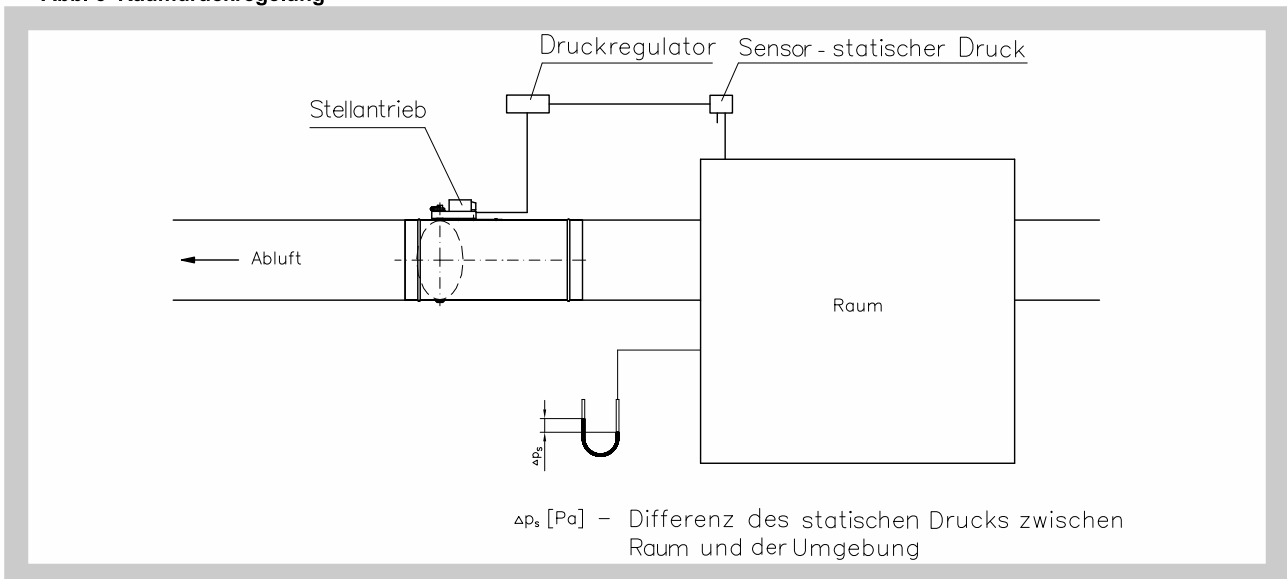 Druckregulator
Sensor - statischer Druck
Stellantrieb
Abluft
Raum
Δpₛ
Δpₛ [Pa] – Differenz des statischen Drucks zwischen
Raum und der Umgebung